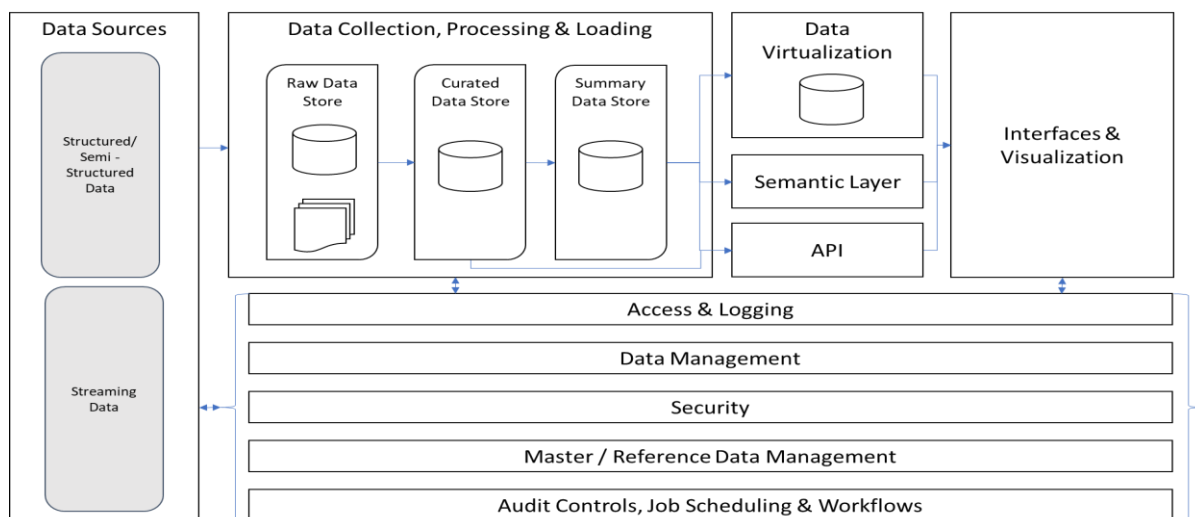 Data Sources
Structured/
Semi -
Structured
Data
Streaming
Data
Data Collection, Processing & Loading
Raw Data
Store
Curated
Data Store
Summary
Data Store
Data
Virtualization
Semantic Layer
API
Interfaces &
Visualization
Access & Logging
Data Management
Security
Master / Reference Data Management
Audit Controls, Job Scheduling & Workflows